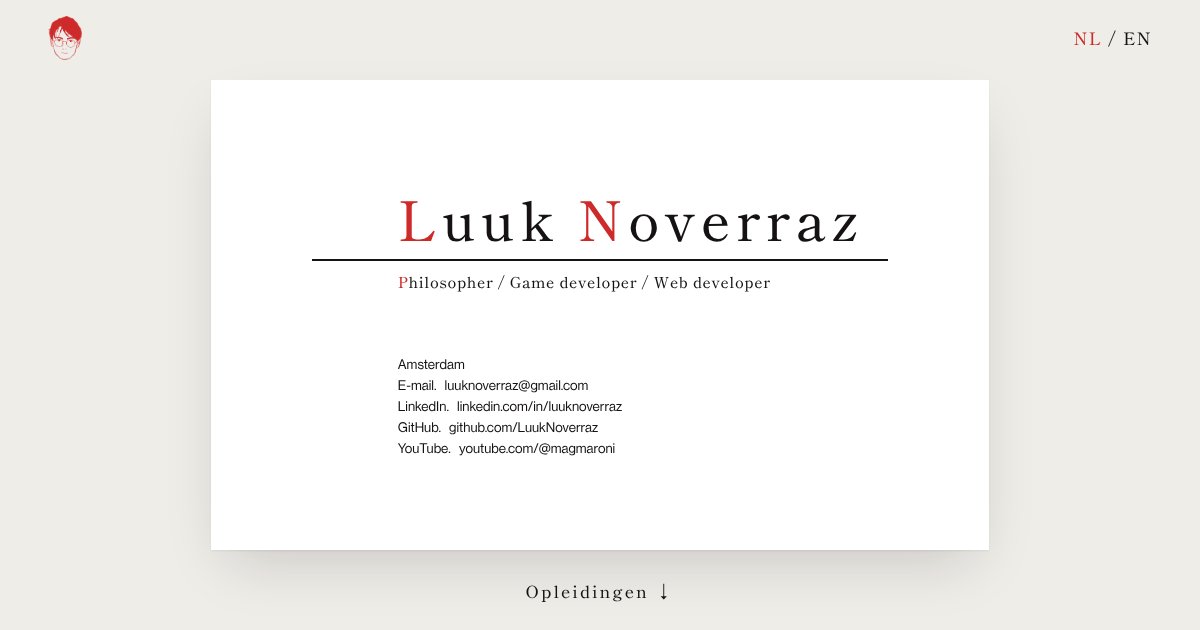 NL / EN
Luuk Noverraz
Philosopher / Game developer / Web developer
Amsterdam
E-mail. luuknoverraz@gmail.com
LinkedIn. linkedin.com/in/luuknoverraz
GitHub. github.com/LuukNoverraz
YouTube. youtube.com/@magmaroni
Opleidingen ↓